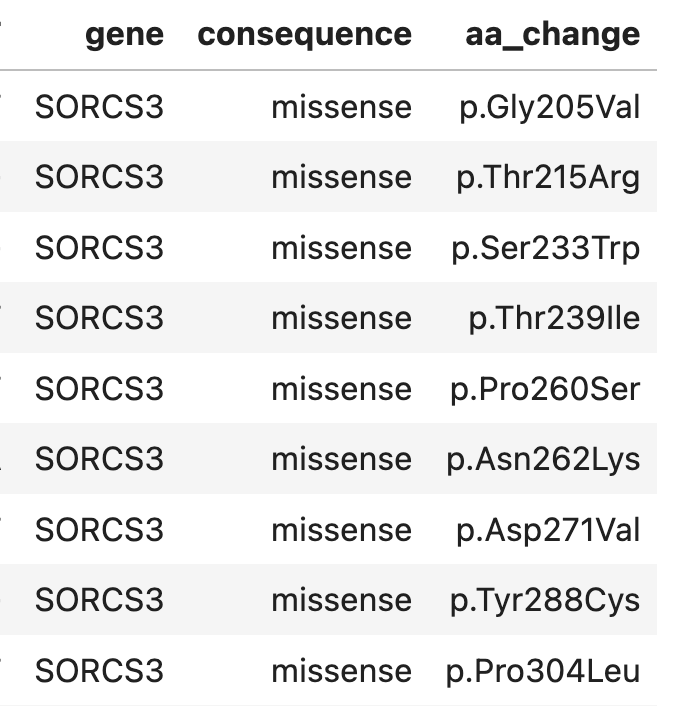 gene consequence aa_change
SORCS3 missense p.Gly205Val
SORCS3 missense p.Thr215Arg
SORCS3 missense p.Ser233Trp
SORCS3 missense p.Thr239Ile
SORCS3 missense p.Pro260Ser
SORCS3 missense p.Asn262Lys
SORCS3 missense p.Asp271Val
SORCS3 missense p.Tyr288Cys
SORCS3 missense p.Pro304Leu